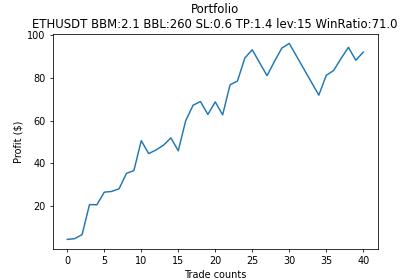 Portfolio
ETHUSDT BBM:2.1 BBL:260 SL:0.6 TP:1.4 lev:15 WinRatio:71.0
100
80
60
40
20
Profit ($)
0 5 10 15 20 25 30 35 40
Trade counts